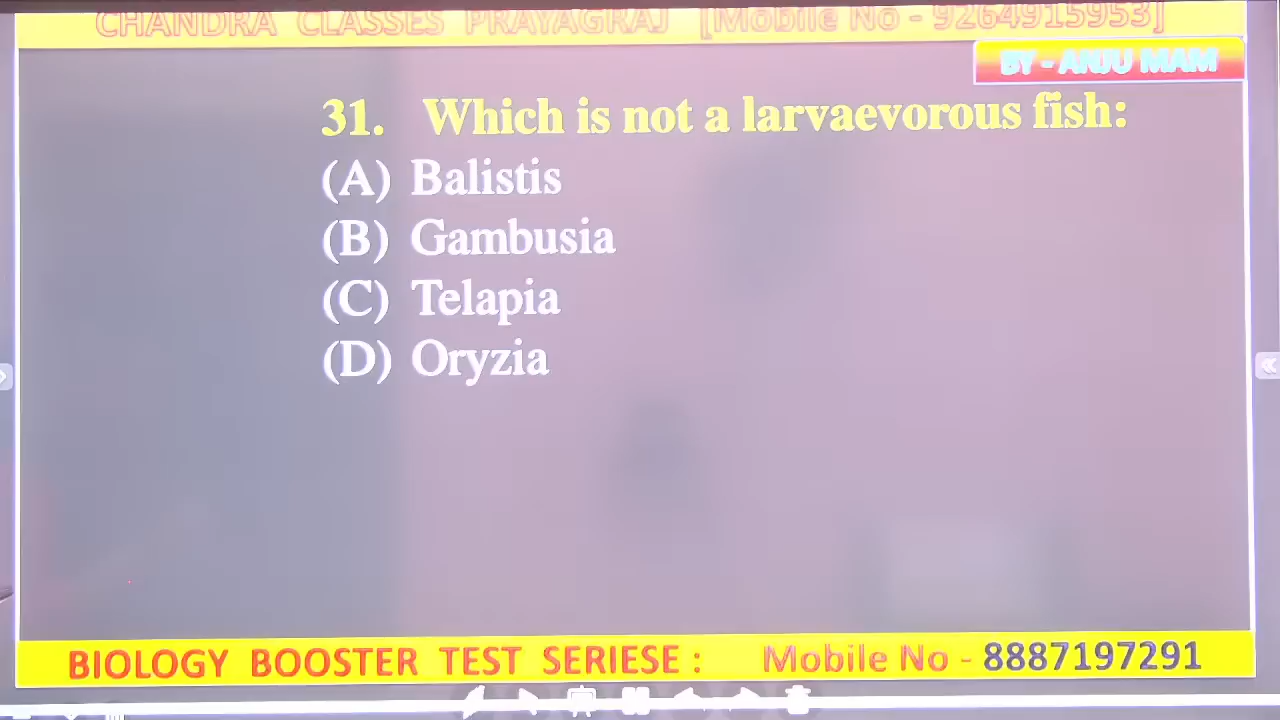 CHANDRA CLASSES PRAYAGRAJ [Mobile No - 9264915953]
BY - ANJU MAM
31. Which is not a larvaevorous fish:
(A) Balistis
(B) Gambusia
(C) Telapia
(D) Oryzia
BIOLOGY BOOSTER TEST SERIESE : Mobile No - 8887197291